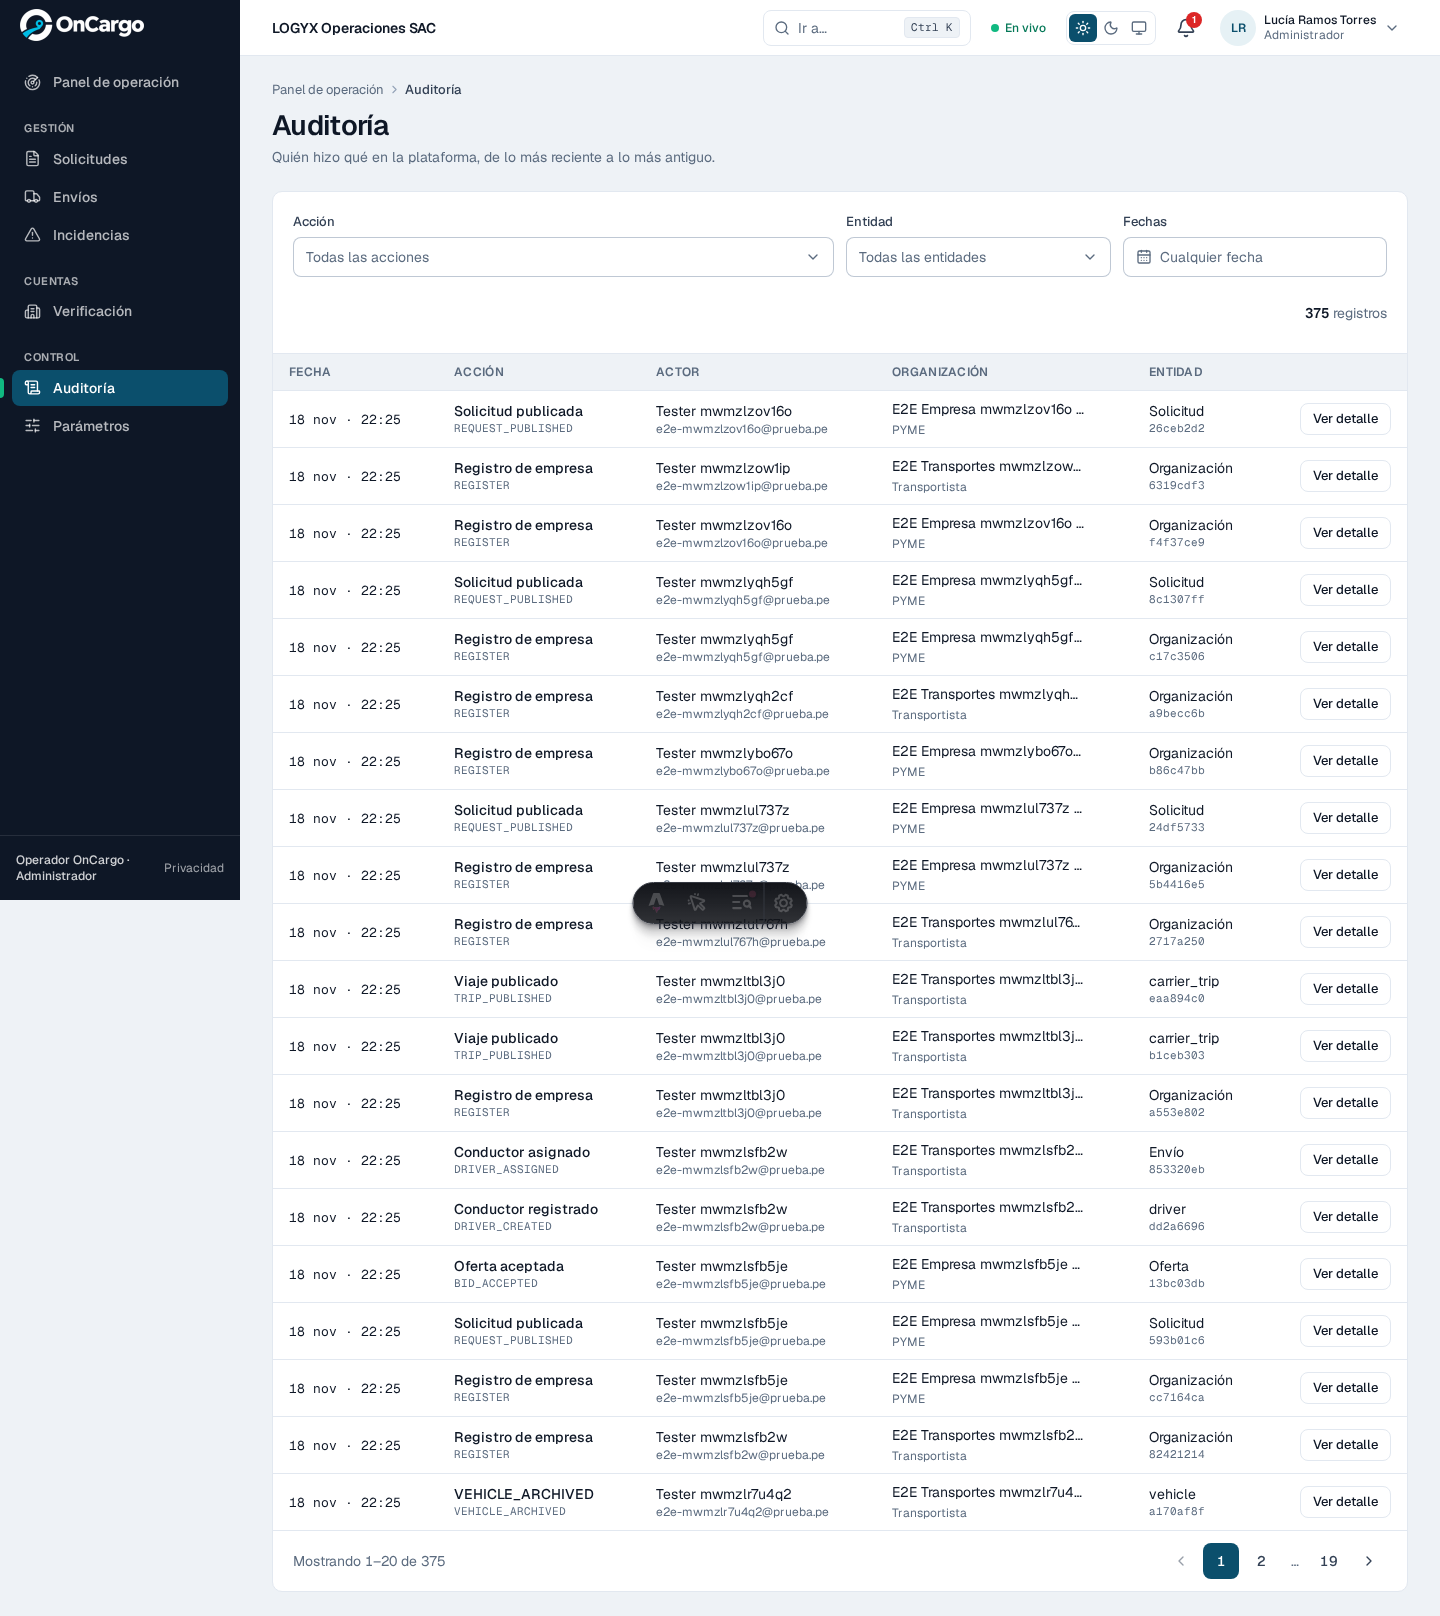 OnCargo
LOGYX Operaciones SAC
Ir a...
Ctrl K
En vivo
1
LR
Lucía Ramos Torres
Administrador
Panel de operación
GESTIÓN
Solicitudes
Envíos
Incidencias
CUENTAS
Verificación
CONTROL
Auditoría
Parámetros
Operador OnCargo ·
Administrador
Privacidad
Panel de operación > Auditoría
Auditoría
Quién hizo qué en la plataforma, de lo más reciente a lo más antiguo.
Acción
Entidad
Fechas
Todas las acciones
Todas las entidades
Cualquier fecha
375 registros
FECHA ACCIÓN ACTOR ORGANIZACIÓN ENTIDAD
18 nov · 22:25 Solicitud publicada Tester mwmzlzov16o E2E Empresa mwmzlzov16o ... Solicitud Ver detalle
REQUEST_PUBLISHED e2e-mwmzlzov16o@prueba.pe PYME 26ceb2d2
18 nov · 22:25 Registro de empresa Tester mwmzlzow1ip E2E Transportes mwmzlzow... Organización Ver detalle
REGISTER e2e-mwmzlzow1ip@prueba.pe Transportista 6319cdf3
18 nov · 22:25 Registro de empresa Tester mwmzlzov16o E2E Empresa mwmzlzov16o ... Organización Ver detalle
REGISTER e2e-mwmzlzov16o@prueba.pe PYME f4f37ce9
18 nov · 22:25 Solicitud publicada Tester mwmzlyqh5gf E2E Empresa mwmzlyqh5gf... Solicitud Ver detalle
REQUEST_PUBLISHED e2e-mwmzlyqh5gf@prueba.pe PYME 8c1307ff
18 nov · 22:25 Registro de empresa Tester mwmzlyqh5gf E2E Empresa mwmzlyqh5gf... Organización Ver detalle
REGISTER e2e-mwmzlyqh5gf@prueba.pe PYME c17c3506
18 nov · 22:25 Registro de empresa Tester mwmzlyqh2cf E2E Transportes mwmzlyqh... Organización Ver detalle
REGISTER e2e-mwmzlyqh2cf@prueba.pe Transportista a9becc6b
18 nov · 22:25 Registro de empresa Tester mwmzlybo67o E2E Empresa mwmzlybo67o... Organización Ver detalle
REGISTER e2e-mwmzlybo67o@prueba.pe PYME b86c47bb
18 nov · 22:25 Solicitud publicada Tester mwmzlul737z E2E Empresa mwmzlul737z ... Solicitud Ver detalle
REQUEST_PUBLISHED e2e-mwmzlul737z@prueba.pe PYME 24df5733
18 nov · 22:25 Registro de empresa Tester mwmzlul737z E2E Empresa mwmzlul737z ... Organización Ver detalle
REGISTER PYME 5b4416e5
18 nov · 22:25 Registro de empresa Tester mwmzlul767h E2E Transportes mwmzlul76... Organización Ver detalle
REGISTER e2e-mwmzlul767h@prueba.pe Transportista 2717a250
18 nov · 22:25 Viaje publicado Tester mwmzltbl3j0 E2E Transportes mwmzltbl3j... carrier_trip Ver detalle
TRIP_PUBLISHED e2e-mwmzltbl3j0@prueba.pe Transportista eaa894c0
18 nov · 22:25 Viaje publicado Tester mwmzltbl3j0 E2E Transportes mwmzltbl3j... carrier_trip Ver detalle
TRIP_PUBLISHED e2e-mwmzltbl3j0@prueba.pe Transportista b1ceb303
18 nov · 22:25 Registro de empresa Tester mwmzltbl3j0 E2E Transportes mwmzltbl3j... Organización Ver detalle
REGISTER e2e-mwmzltbl3j0@prueba.pe Transportista a553e802
18 nov · 22:25 Conductor asignado Tester mwmzlsfb2w E2E Transportes mwmzlsfb2... Envío Ver detalle
DRIVER_ASSIGNED e2e-mwmzlsfb2w@prueba.pe Transportista 853320eb
18 nov · 22:25 Conductor registrado Tester mwmzlsfb2w E2E Transportes mwmzlsfb2... driver Ver detalle
DRIVER_CREATED e2e-mwmzlsfb2w@prueba.pe Transportista dd2a6696
18 nov · 22:25 Oferta aceptada Tester mwmzlsfb5je E2E Empresa mwmzlsfb5je ... Oferta Ver detalle
BID_ACCEPTED e2e-mwmzlsfb5je@prueba.pe PYME 13bc03db
18 nov · 22:25 Solicitud publicada Tester mwmzlsfb5je E2E Empresa mwmzlsfb5je ... Solicitud Ver detalle
REQUEST_PUBLISHED e2e-mwmzlsfb5je@prueba.pe PYME 593b01c6
18 nov · 22:25 Registro de empresa Tester mwmzlsfb5je E2E Empresa mwmzlsfb5je ... Organización Ver detalle
REGISTER e2e-mwmzlsfb5je@prueba.pe PYME cc7164ca
18 nov · 22:25 Registro de empresa Tester mwmzlsfb2w E2E Transportes mwmzlsfb2... Organización Ver detalle
REGISTER e2e-mwmzlsfb2w@prueba.pe Transportista 82421214
18 nov · 22:25 VEHICLE_ARCHIVED Tester mwmzlr7u4q2 E2E Transportes mwmzlr7u4... vehicle Ver detalle
VEHICLE_ARCHIVED e2e-mwmzlr7u4q2@prueba.pe Transportista a170af8f
Mostrando 1–20 de 375
1 2 ... 19